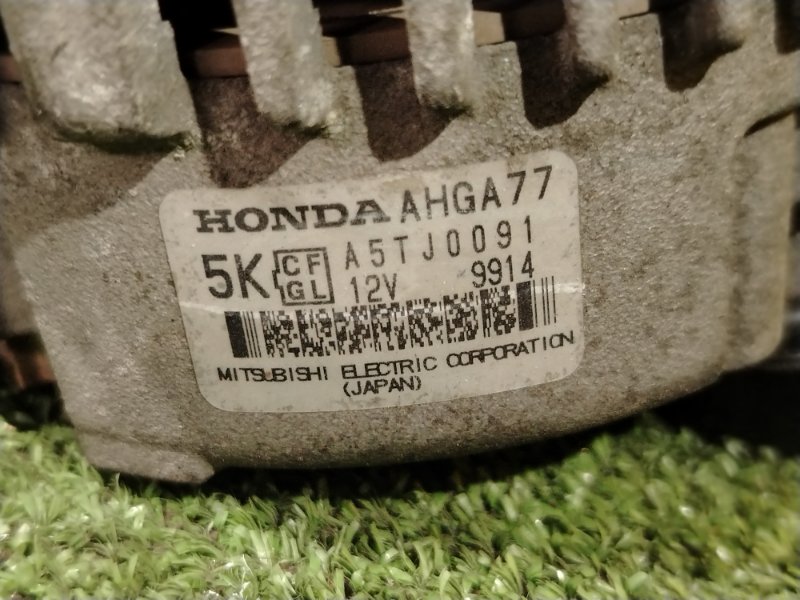 HONDA AHGA77
5K CF GL A5TJ0091
12V 9914
MITSUBISHI ELECTRIC CORPORATION
(JAPAN)